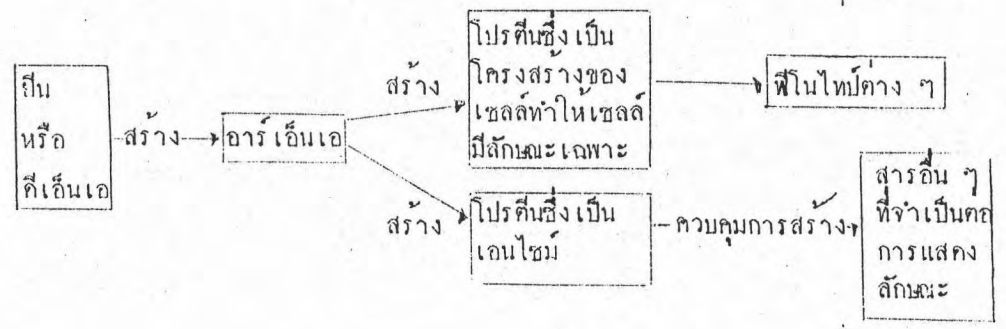 ยีน
หรือ
ดีเอ็นเอ
สร้าง
อาร์เอ็นเอ
สร้าง
โปรตีนซึ่งเป็น
โครงสร้างของ
เซลล์ทำให้เซลล์
มีลักษณะเฉพาะ
ฟีโนไทป์ต่าง ๆ
สร้าง
โปรตีนซึ่งเป็น
เอนไซม์
ควบคุมการสร้าง
สารอื่น ๆ
ที่จำเป็นตอ
การแสดง
ลักษณะ